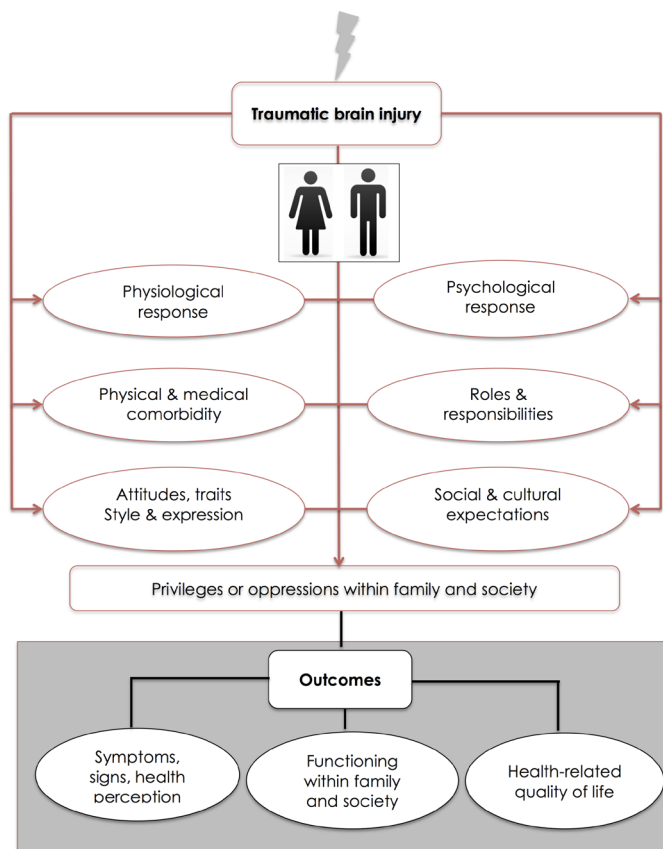 Traumatic brain injury
Physiological
response
Psychological
response
Physical & medical
comorbidity
Roles &
responsibilities
Attitudes, traits
Style & expression
Social & cultural
expectations
Privileges or oppressions within family and society
Outcomes
Symptoms,
signs, health
perception
Functioning
within family
and society
Health-related
quality of life